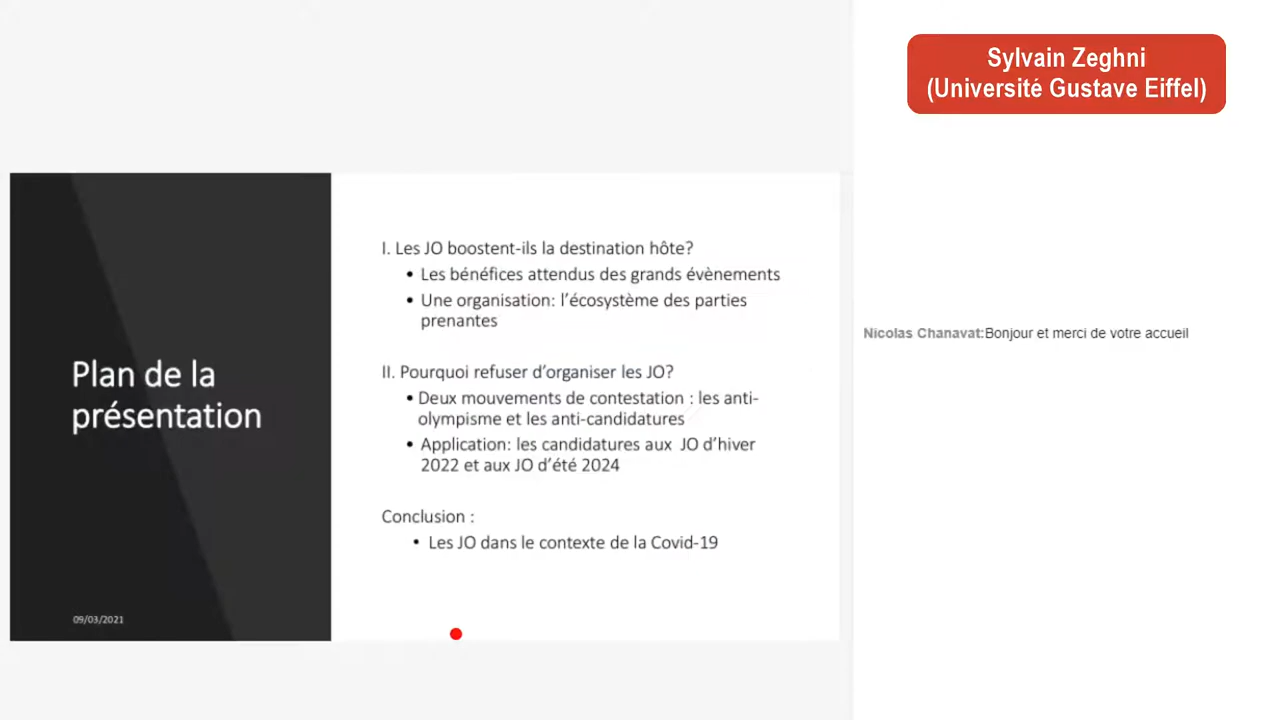 Sylvain Zeghni
(Université Gustave Eiffel)
Plan de la
présentation
09/03/2021
I. Les JO boostent-ils la destination hôte?
• Les bénéfices attendus des grands évènements
• Une organisation: l'écosystème des parties
prenantes
II. Pourquoi refuser d'organiser les JO?
• Deux mouvements de contestation : les anti-
olympisme et les anti-candidatures
• Application: les candidatures aux JO d'hiver
2022 et aux JO d'été 2024
Conclusion :
• Les JO dans le contexte de la Covid-19
Nicolas Chanavat:Bonjour et merci de votre accueil